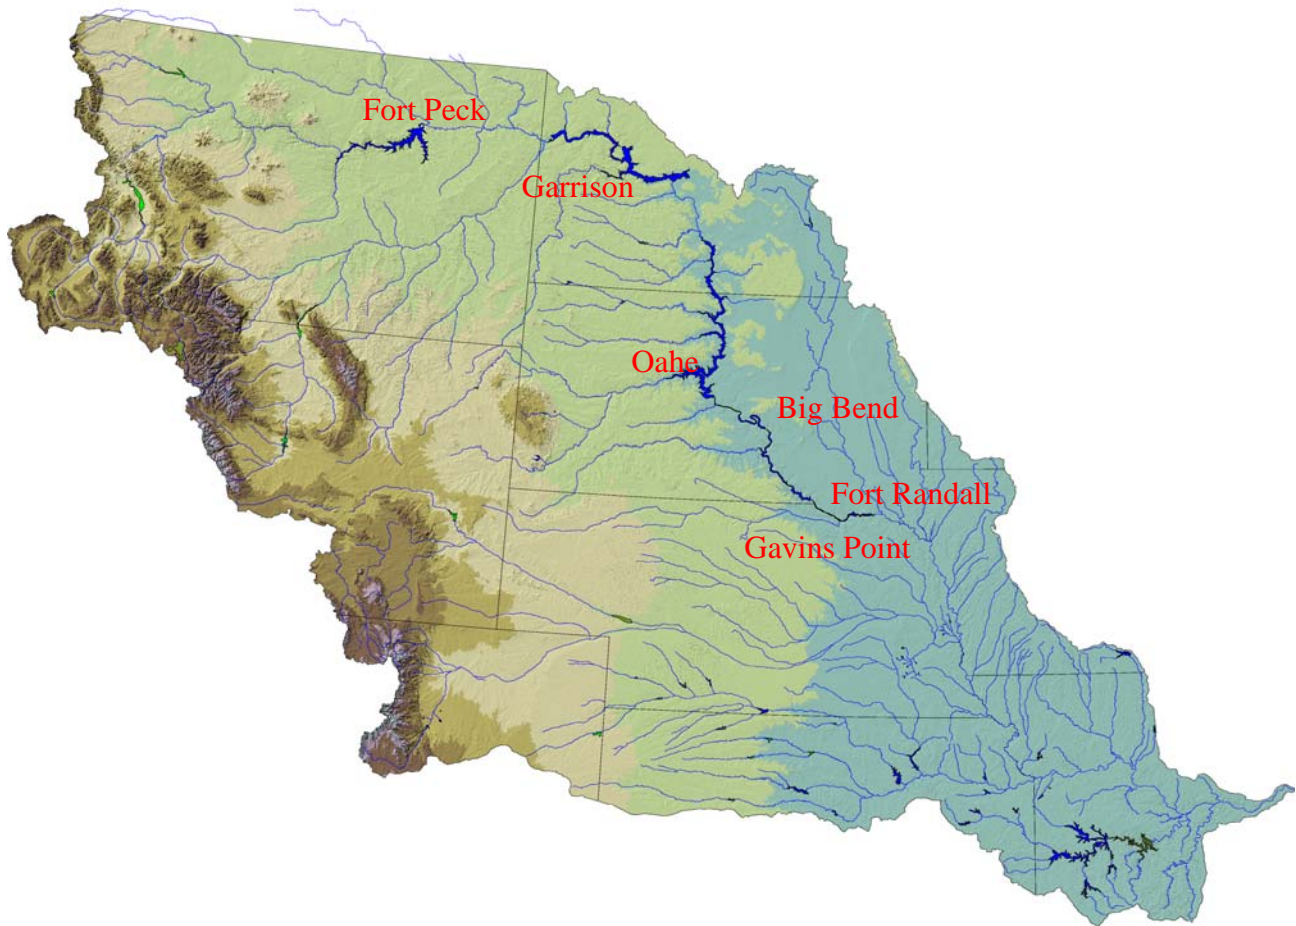 Fort Peck
Garrison
Oahe
Big Bend
Fort Randall
Gavins Point